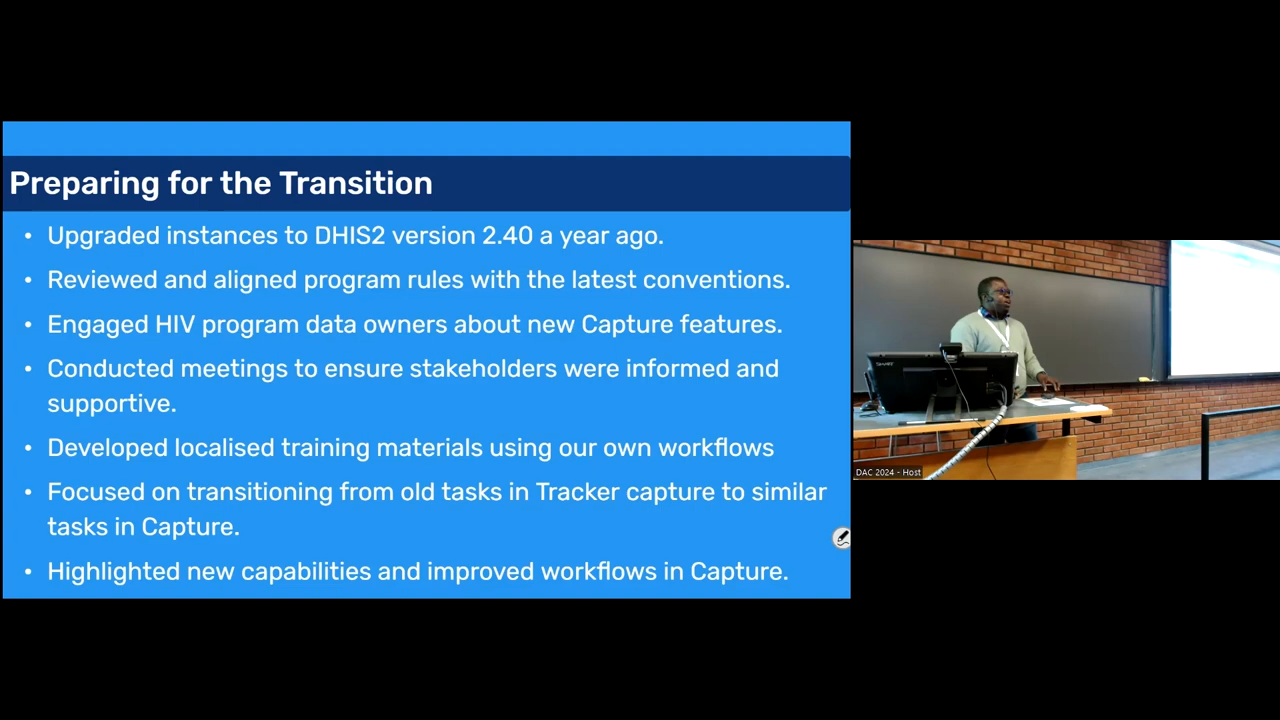 Preparing for the Transition
• Upgraded instances to DHIS2 version 2.40 a year ago.
• Reviewed and aligned program rules with the latest conventions.
• Engaged HIV program data owners about new Capture features.
• Conducted meetings to ensure stakeholders were informed and
supportive.
• Developed localised training materials using our own workflows
• Focused on transitioning from old tasks in Tracker capture to similar
tasks in Capture.
• Highlighted new capabilities and improved workflows in Capture.
DAC 2024 - Host